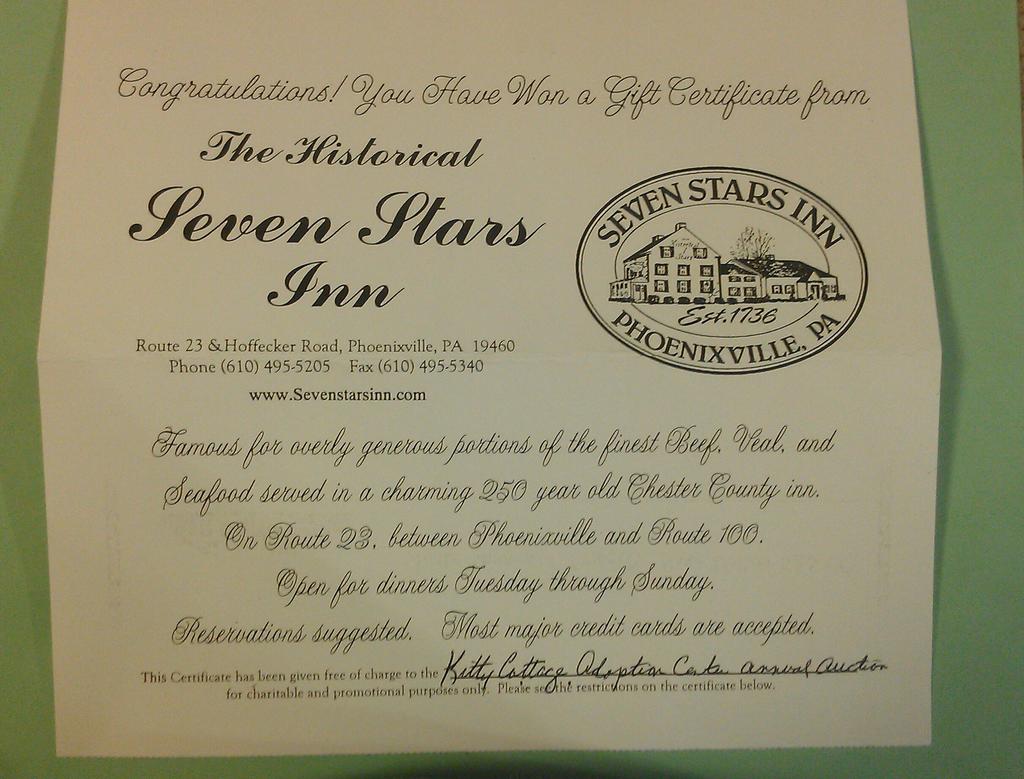 Congratulations! You Have Won a Gift Certificate from
The Historical
Seven Stars
Inn
SEVEN STARS INN
Est. 1736
PHOENIXVILLE, PA
Route 23 & Hoffecker Road, Phoenixville, PA 19460
Phone (610) 495-5205 Fax (610) 495-5340
www.Sevenstarsinn.com
Famous for overly generous portions of the finest Beef, Veal, and
Seafood served in a charming 250 year old Chester County inn.
On Route 23, between Phoenixville and Route 100.
Open for dinners Tuesday through Sunday.
Reservations suggested. Most major credit cards are accepted.
This Certificate has been given free of charge to the Kitty Cottage Adoption Center annual auction
for charitable and promotional purposes only. Please see the restrictions on the certificate below.